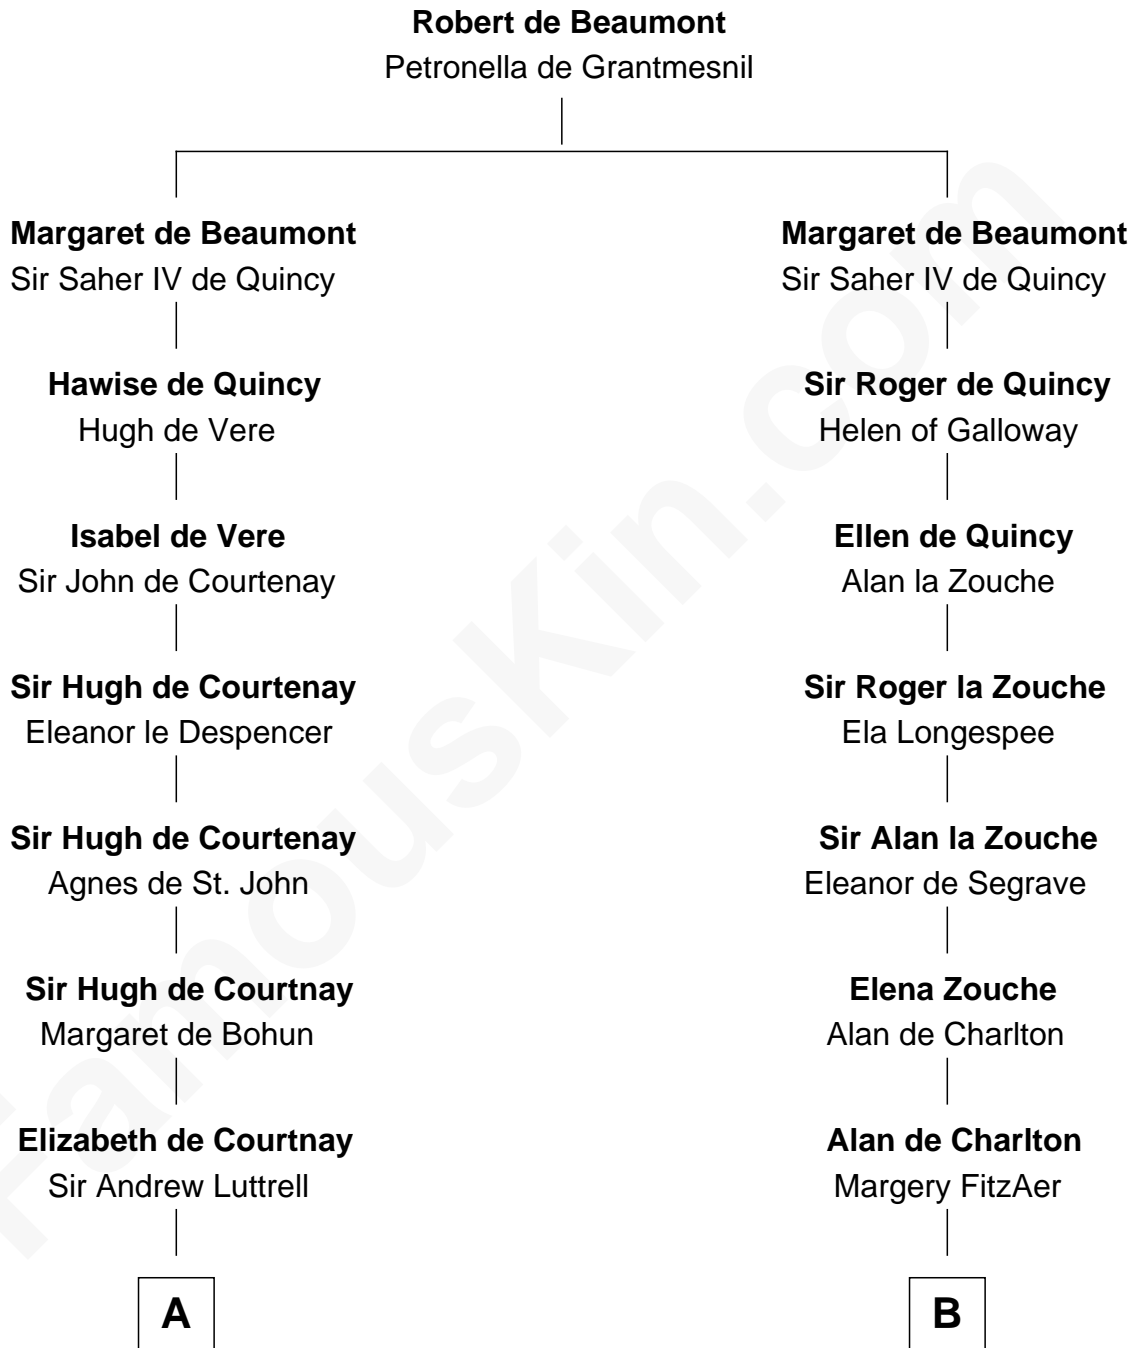 Robert de Beaumont
Petronella de Grantmesnil
Margaret de Beaumont
Sir Saher IV de Quincy
Hawise de Quincy
Hugh de Vere
Isabel de Vere
Sir John de Courtenay
Sir Hugh de Courtenay
Eleanor le Despencer
Sir Hugh de Courtenay
Agnes de St. John
Sir Hugh de Courtnay
Margaret de Bohun
Elizabeth de Courtnay
Sir Andrew Luttrell
A
Margaret de Beaumont
Sir Saher IV de Quincy
Sir Roger de Quincy
Helen of Galloway
Ellen de Quincy
Alan la Zouche
Sir Roger la Zouche
Ela Longespee
Sir Alan la Zouche
Eleanor de Segrave
Elena Zouche
Alan de Charlton
Alan de Charlton
Margery FitzAer
B
FamousKin.com